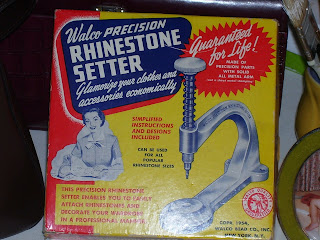 Walco PRECISION
RHINESTONE
SETTER
Glamorize your clothes and
accessories economically
Guaranteed
for Life!
MADE OF
PRECISION PARTS
WITH SOLID
ALL METAL ARM
SIMPLIFIED
INSTRUCTIONS
AND DESIGNS
INCLUDED
CAN BE USED
FOR ALL
POPULAR
RHINESTONE SIZES
THIS PRECISION RHINESTONE
SETTER ENABLES YOU TO EASILY
ATTACH RHINESTONES AND
DECORATE YOUR WARDROBE
IN A PROFESSIONAL MANNER.
COPR. 1954,
WALCO BEAD CO., INC.
NEW YORK, N.Y.